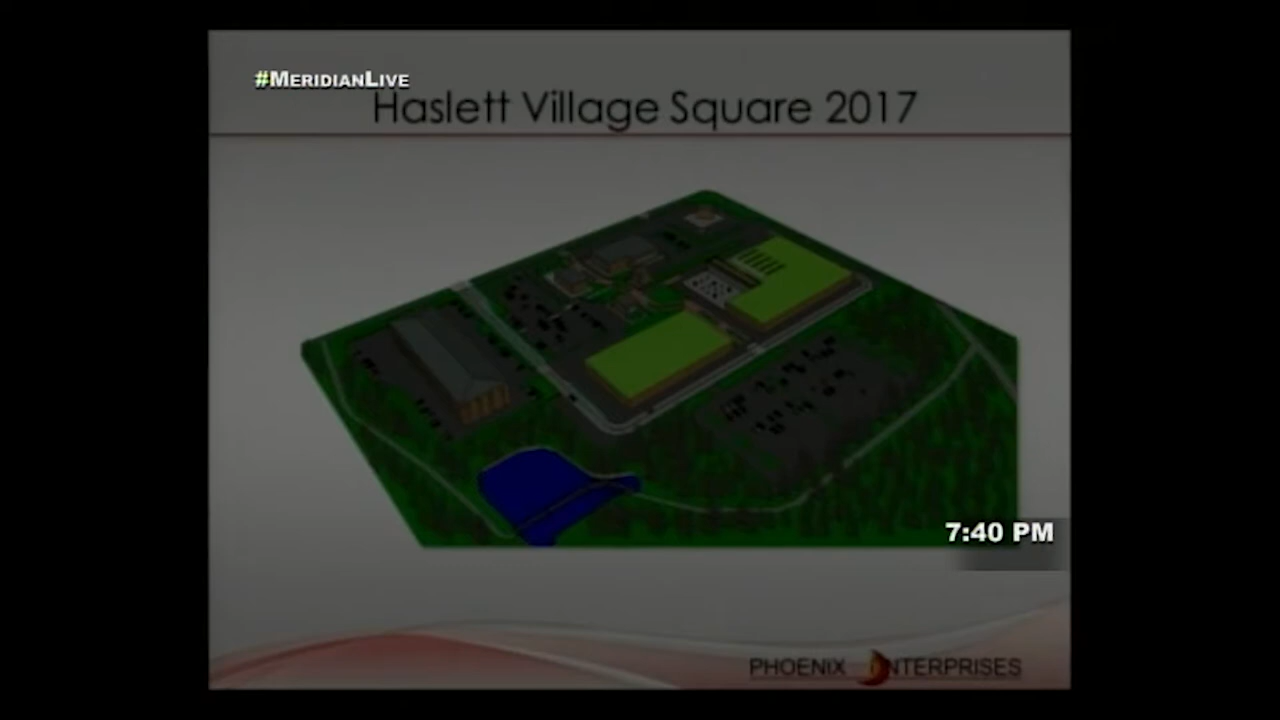 #MERIDIANLIVE
Haslett Village Square 2017
7:40 PM
PHOENIX ENTERPRISES